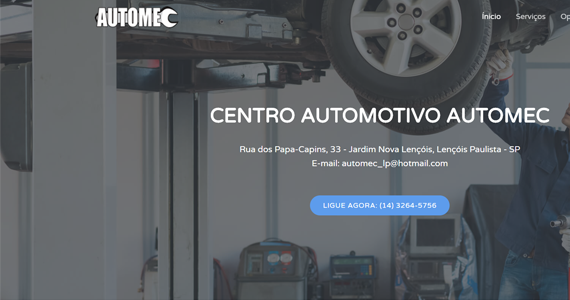 AUTOMEC
Ínicio
Serviços
Op
CENTRO AUTOMOTIVO AUTOMEC
Rua dos Papa-Capins, 33 - Jardim Nova Lençóis, Lençóis Paulista - SP
E-mail: automec_lp@hotmail.com
LIGUE AGORA: (14) 3264-5756